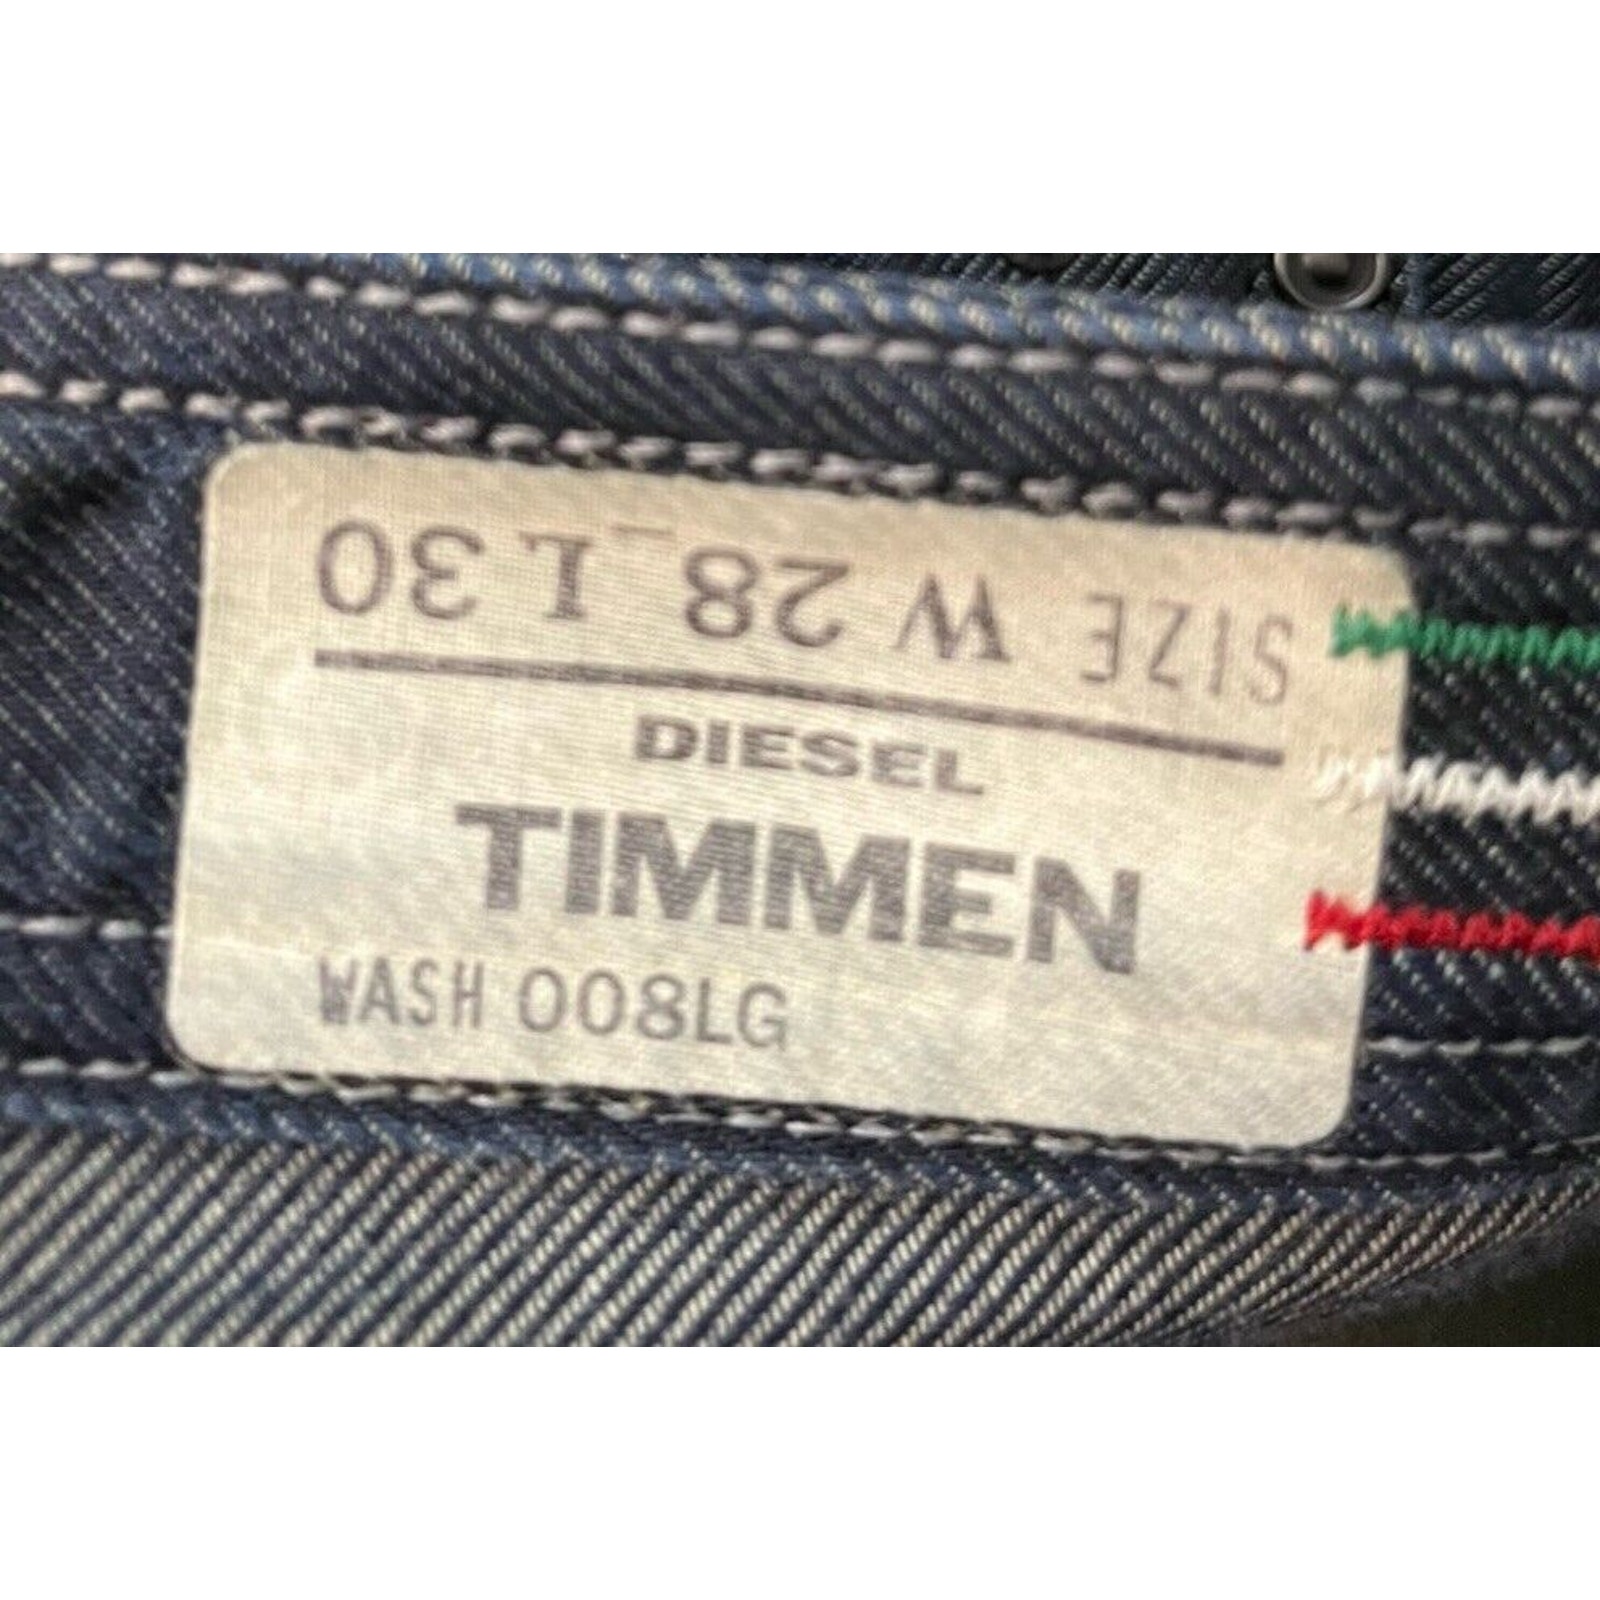 SIZE W 28 L 30
DIESEL
TIMMEN
WASH 008LG